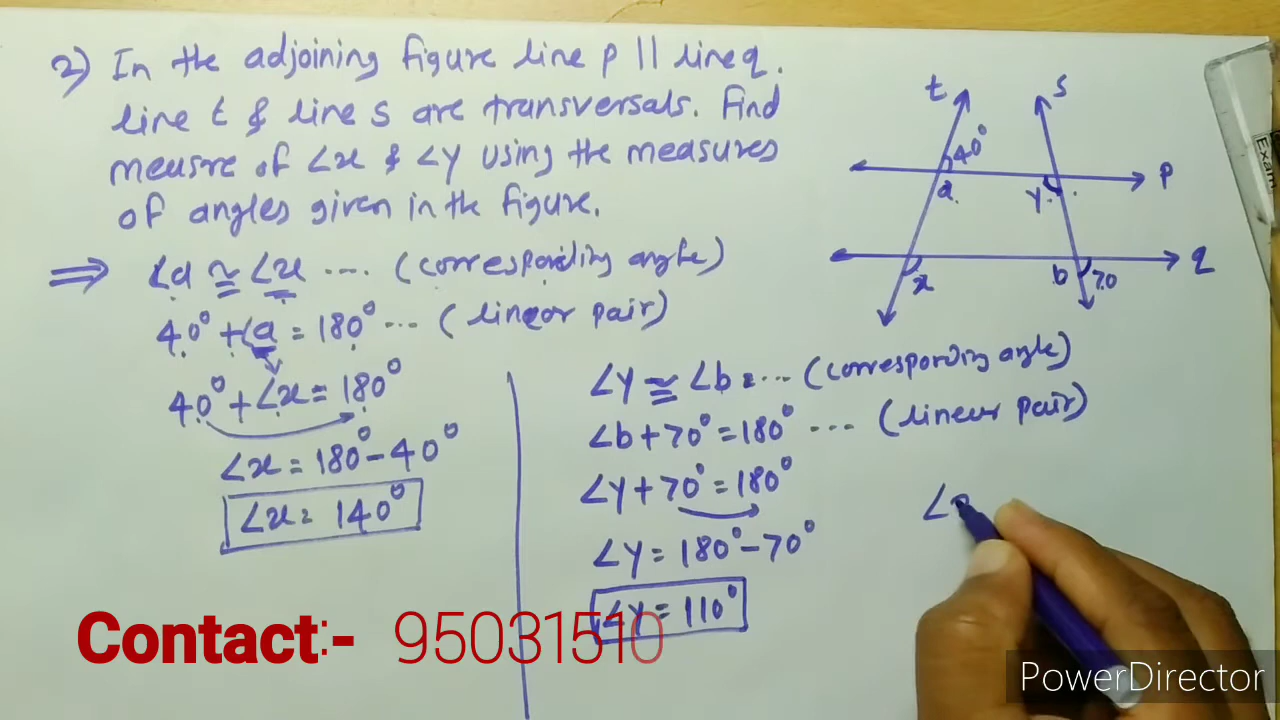 2) In the adjoining figure line p || line q.
line t & line s are transversals. Find
meusre of ∠x & ∠y using the measures
of angles given in the figure.
⇒ ∠a ≅ ∠x .... (corresponding angle)
40° + ∠a = 180° ... (linear pair)
40° + ∠x = 180°
∠x = 180° - 40°
∠x = 140°
∠y ≅ ∠b .... (corresponding angle)
∠b + 70° = 180° .... (linear pair)
∠y + 70° = 180°
∠y = 180° - 70°
∠y = 110°
t
s
40°
p
a
y
q
x
b
70
Exam
Contact:- 95031510
PowerDirector